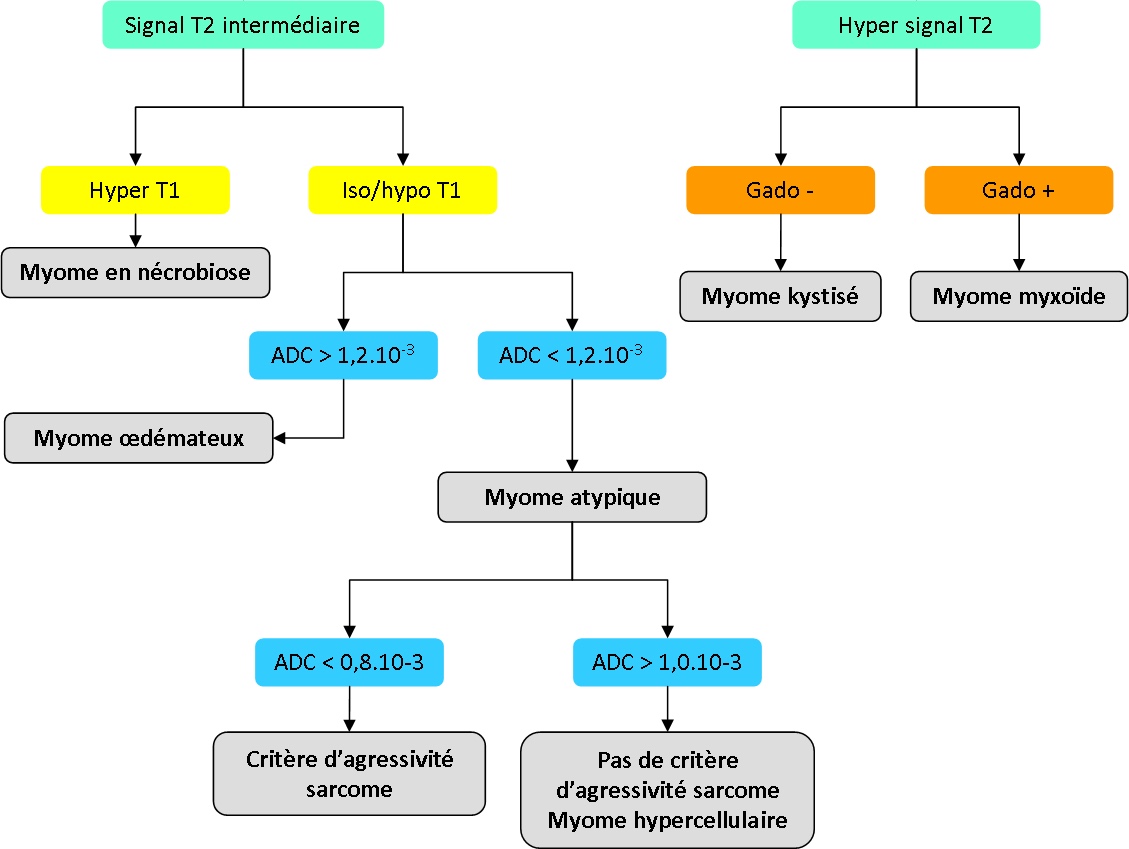 Signal T2 intermédiaire
Hyper signal T2
Hyper T1
Iso/hypo T1
Gado -
Gado +
Myome en nécrobiose
Myome kystisé
Myome myxoïde
ADC > 1,2.10⁻³
ADC < 1,2.10⁻³
Myome œdémateux
Myome atypique
ADC < 0,8.10-3
ADC > 1,0.10-3
Critère d’agressivité
sarcome
Pas de critère
d’agressivité sarcome
Myome hypercellulaire